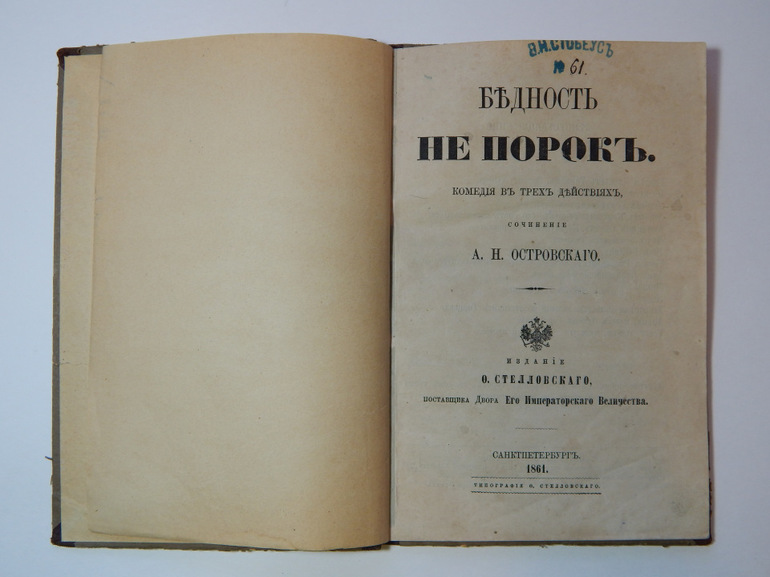 В.И.СТОБЕУСЪ
№ 61.
БѢДНОСТЬ
НЕ ПОРОКЪ.
КОМЕДІЯ ВЪ ТРЕХЪ ДѢЙСТВІЯХЪ,
СОЧИНЕНІЕ
А. Н. ОСТРОВСКАГО.
ИЗДАНІЕ
Ѳ. СТЕЛЛОВСКАГО,
ПОСТАВЩИКА ДВОРА ЕГО ИМПЕРАТОРСКАГО ВЕЛИЧЕСТВА.
САНКТПЕТЕРБУРГЪ.
1861.
ТИПОГРАФІЯ Ѳ. СТЕЛЛОВСКАГО.